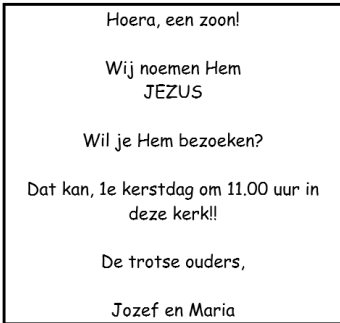 Hoera, een zoon!
Wij noemen Hem
JEZUS
Wil je Hem bezoeken?
Dat kan, 1e kerstdag om 11.00 uur in
deze kerk!!
De trotse ouders,
Jozef en Maria